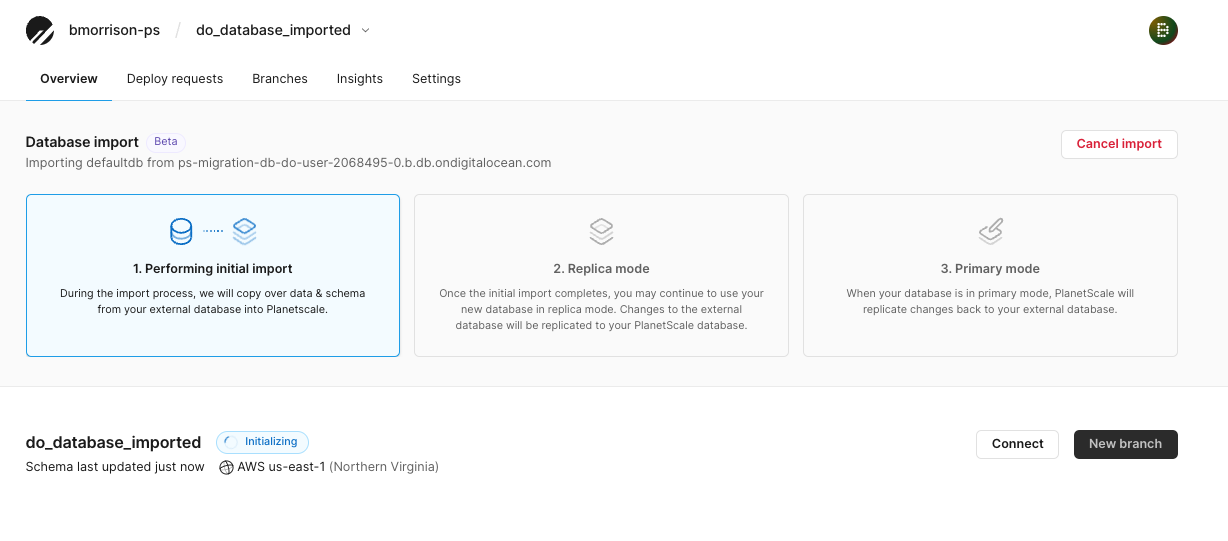 bmorrison-ps / do_database_imported
Overview Deploy requests Branches Insights Settings
Database import Beta
Importing defaultdb from ps-migration-db-do-user-2068495-0.b.db.ondigitalocean.com
Cancel import
1. Performing initial import
During the import process, we will copy over data & schema
from your external database into Planetscale.
2. Replica mode
Once the initial import completes, you may continue to use your
new database in replica mode. Changes to the external
database will be replicated to your PlanetScale database.
3. Primary mode
When your database is in primary mode, PlanetScale will
replicate changes back to your external database.
do_database_imported Initializing
Schema last updated just now AWS us-east-1 (Northern Virginia)
Connect New branch